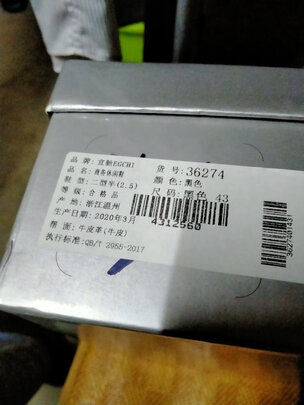 品 牌:宜驰EGCHI 货 号:36274
品 名:商务休闲鞋 颜 色:黑色
鞋 型:二型半(2.5) 尺 码:黑色 43
等 级:合 格 品
产 地:浙江温州
生产日期:2020年3月 4312560
帮 面:牛皮革(牛皮)
执行标准:QB/T 2955-2017